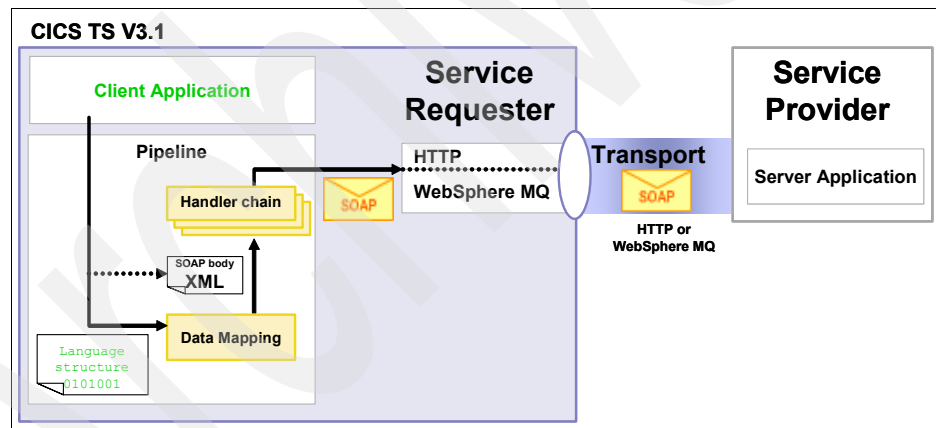 CICS TS V3.1
Client Application
Service
Requester
Service
Provider
Pipeline
HTTP
WebSphere MQ
Transport
Server Application
Handler chain
SOAP
SOAP
HTTP or
WebSphere MQ
SOAP body
XML
Data Mapping
Language
structure
0101001